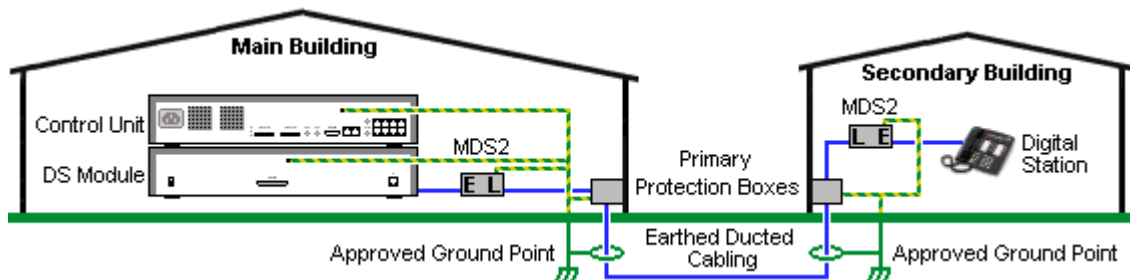 Main Building
Control Unit
DS Module
MDS2
E L
Primary
Protection Boxes
Secondary Building
MDS2
L E
Digital
Station
Approved Ground Point
Earthed Ducted
Cabling
Approved Ground Point